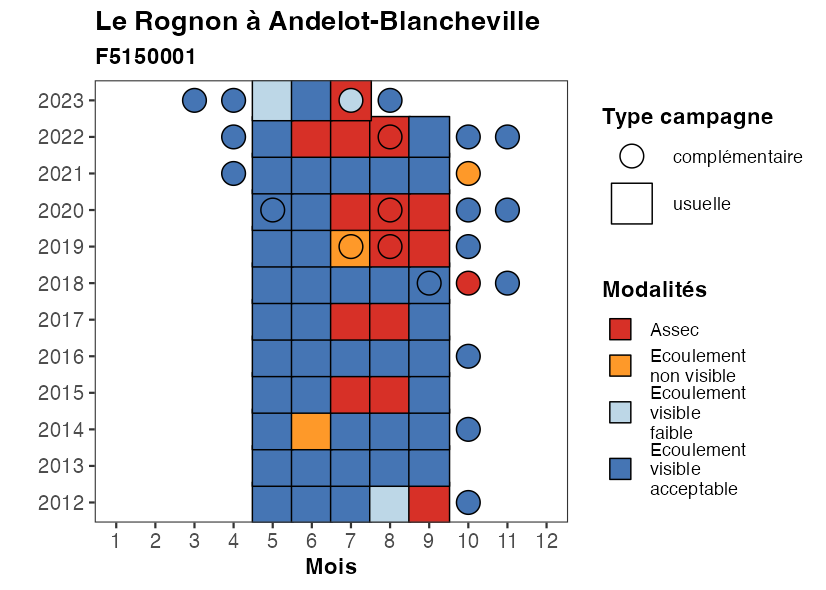 Le Rognon à Andelot-Blancheville
F5150001
2023
2022
2021
2020
2019
2018
2017
2016
2015
2014
2013
2012
1 2 3 4 5 6 7 8 9 10 11 12
Mois
Type campagne
complémentaire
usuelle
Modalités
Assec
Ecoulement
non visible
Ecoulement
visible
faible
Ecoulement
visible
acceptable